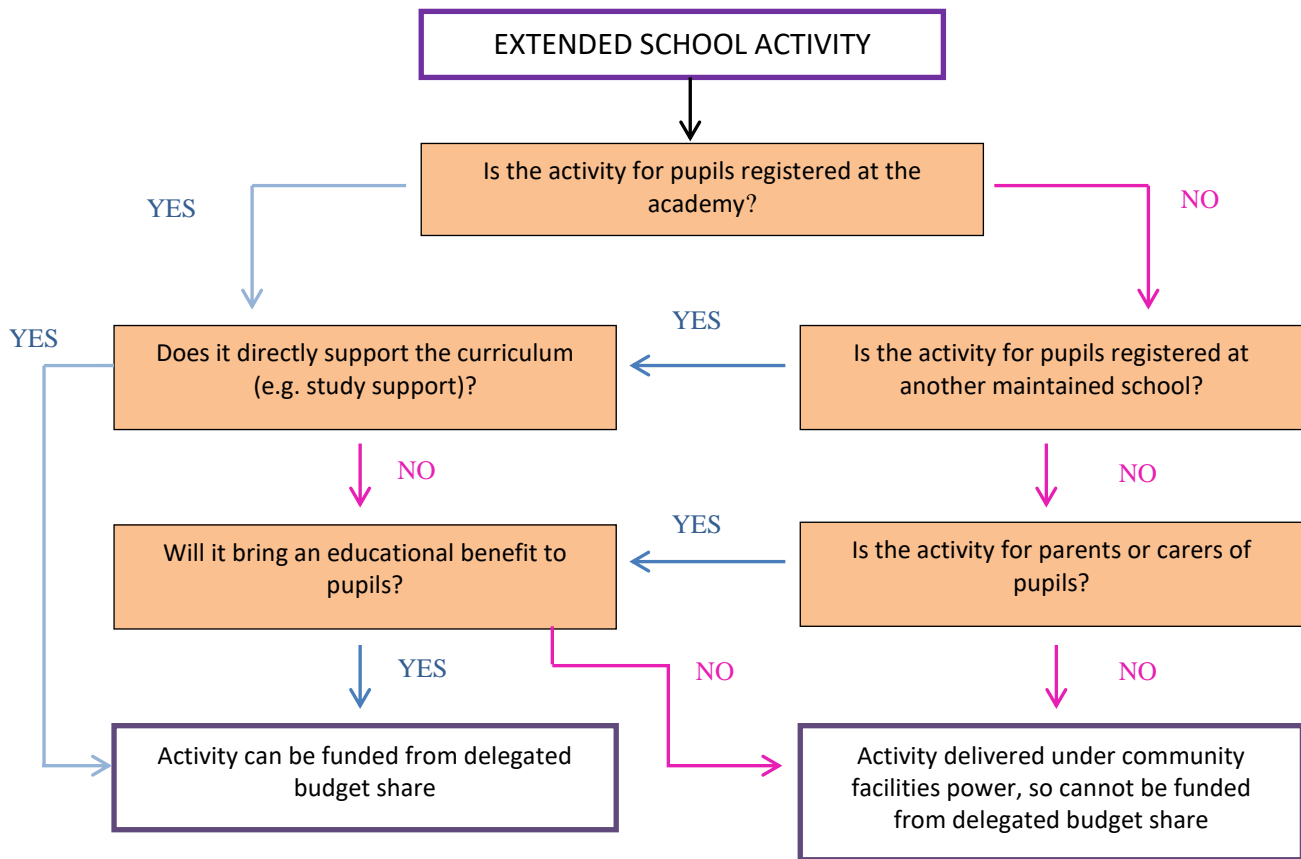 EXTENDED SCHOOL ACTIVITY
Is the activity for pupils registered at the
academy?
YES
NO
YES
Does it directly support the curriculum
(e.g. study support)?
YES
Is the activity for pupils registered at
another maintained school?
NO
NO
Will it bring an educational benefit to
pupils?
YES
Is the activity for parents or carers of
pupils?
YES
NO
NO
Activity can be funded from delegated
budget share
Activity delivered under community
facilities power, so cannot be funded
from delegated budget share